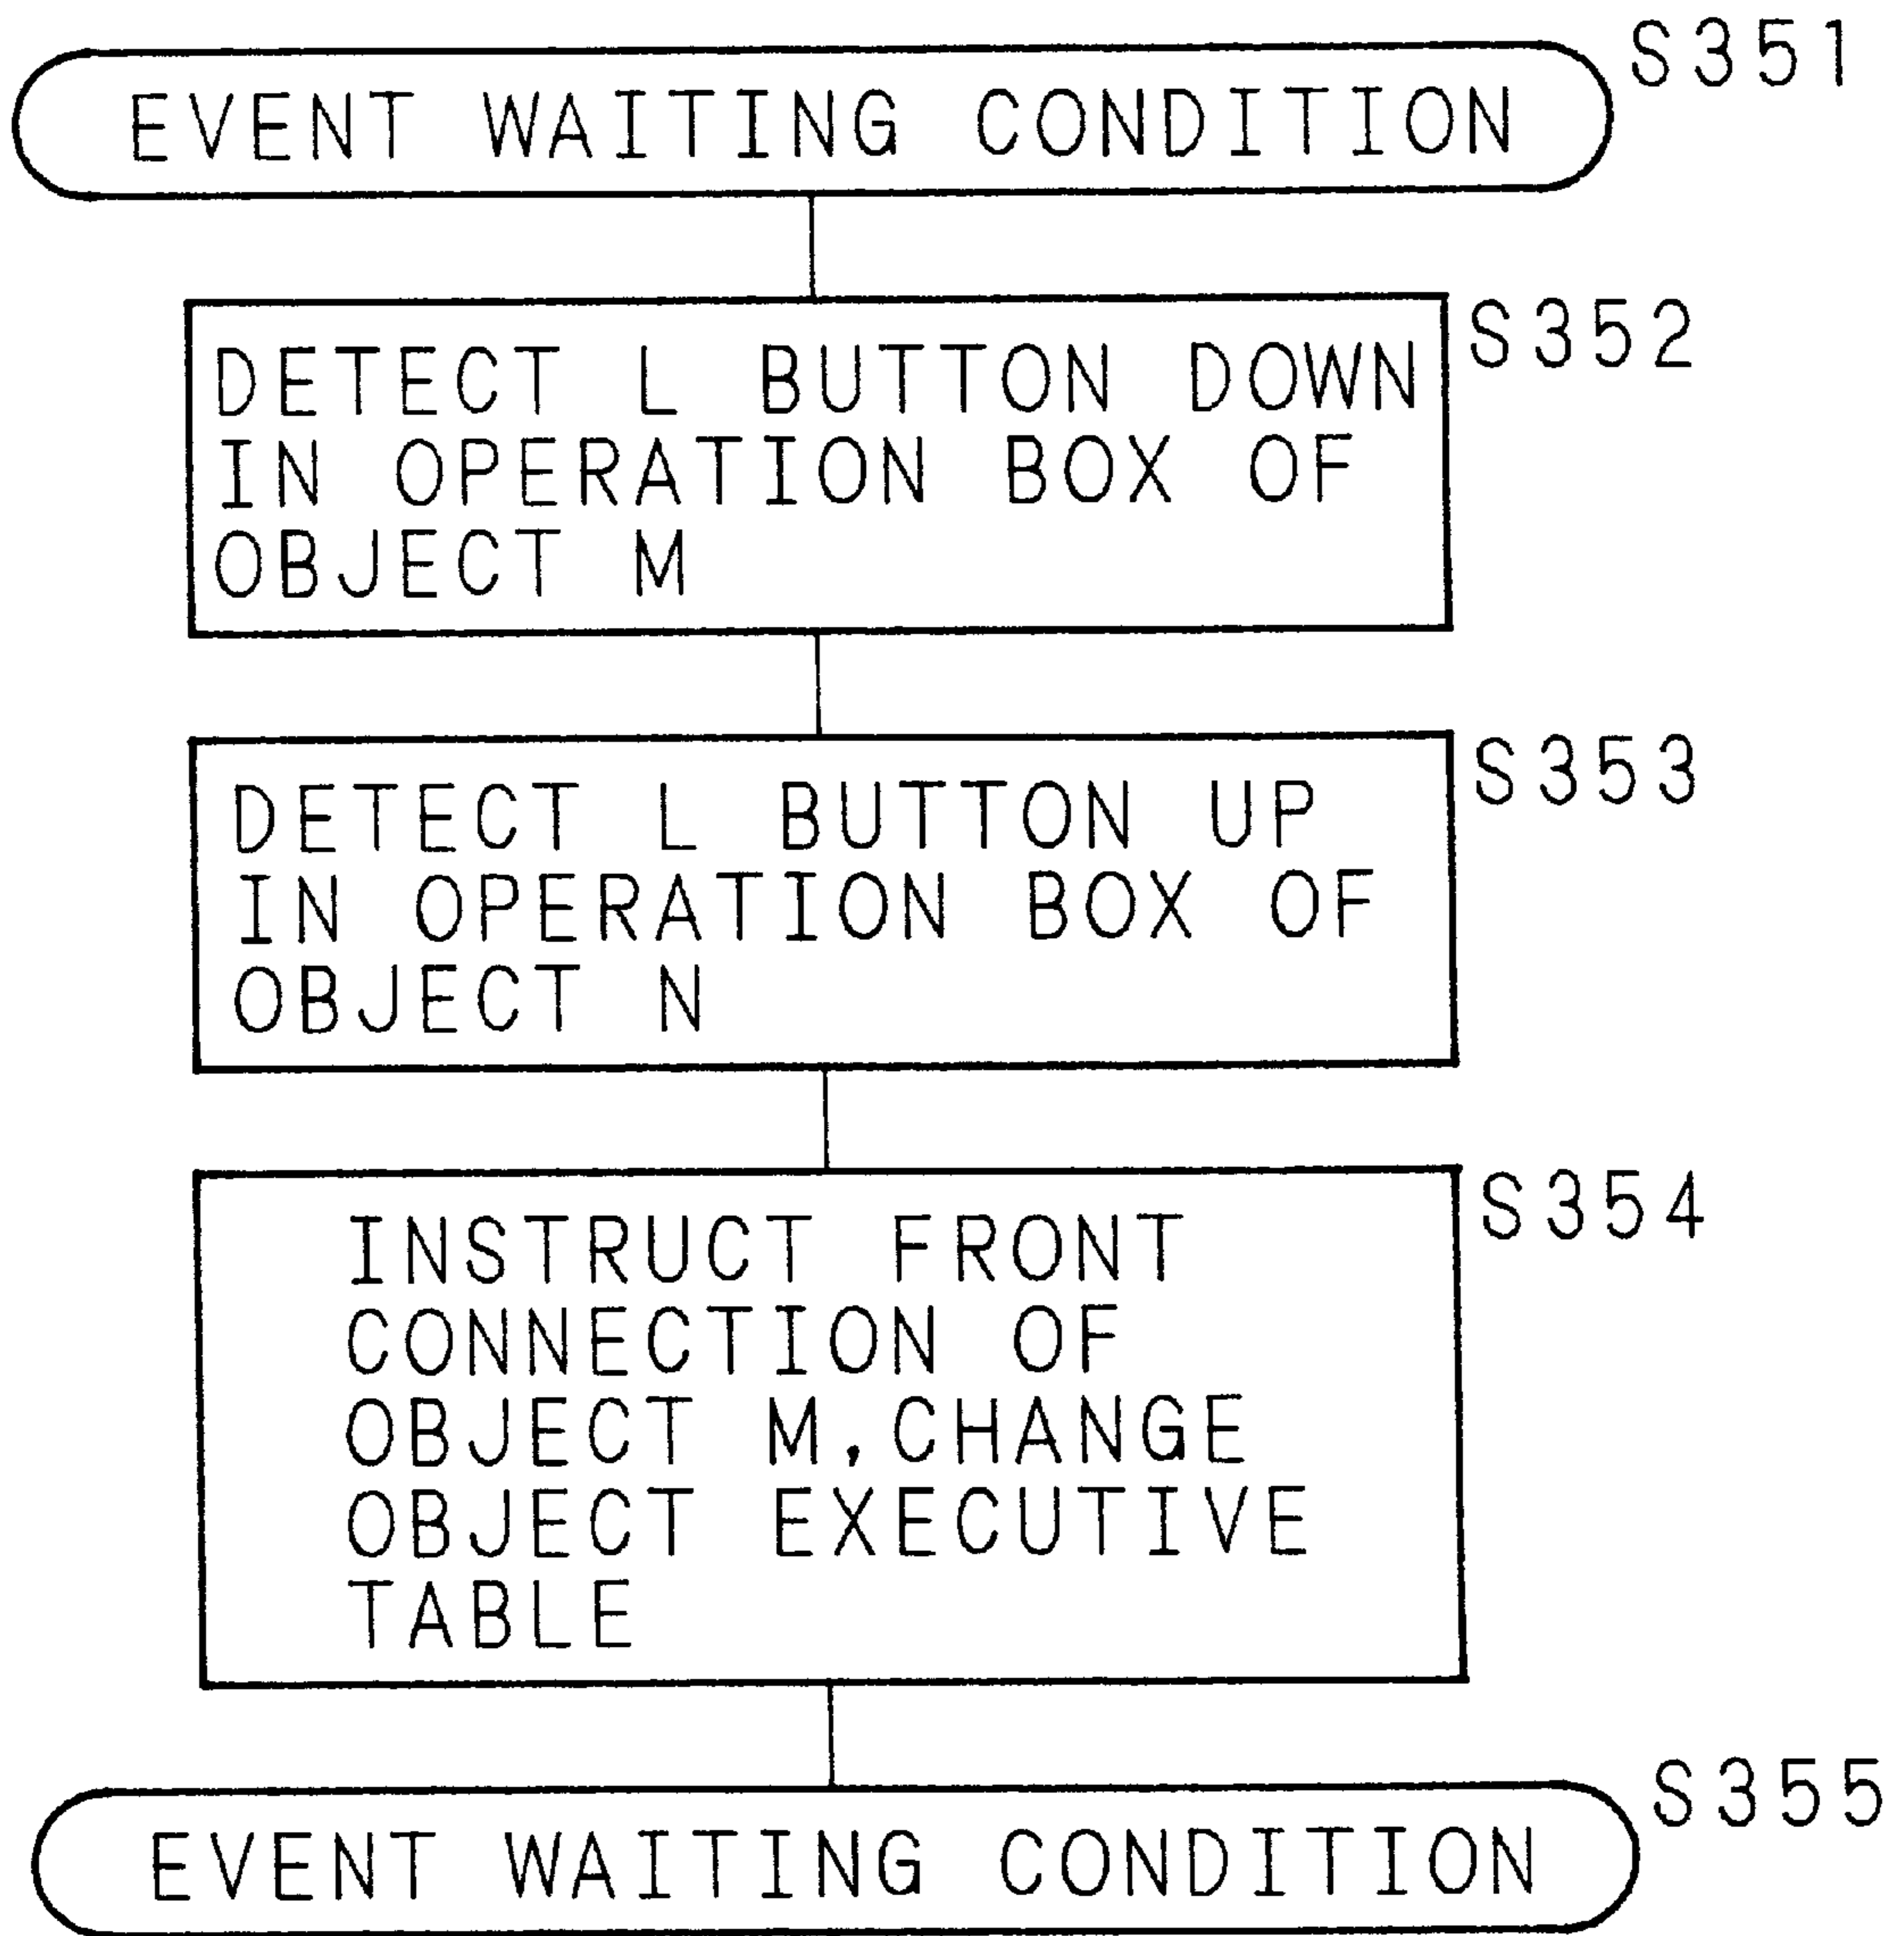 S351
EVENT WAITING CONDITION
S352
DETECT L BUTTON DOWN
IN OPERATION BOX OF
OBJECT M
S353
DETECT L BUTTON UP
IN OPERATION BOX OF
OBJECT N
S354
INSTRUCT FRONT
CONNECTION OF
OBJECT M, CHANGE
OBJECT EXECUTIVE
TABLE
S355
EVENT WAITING CONDITION